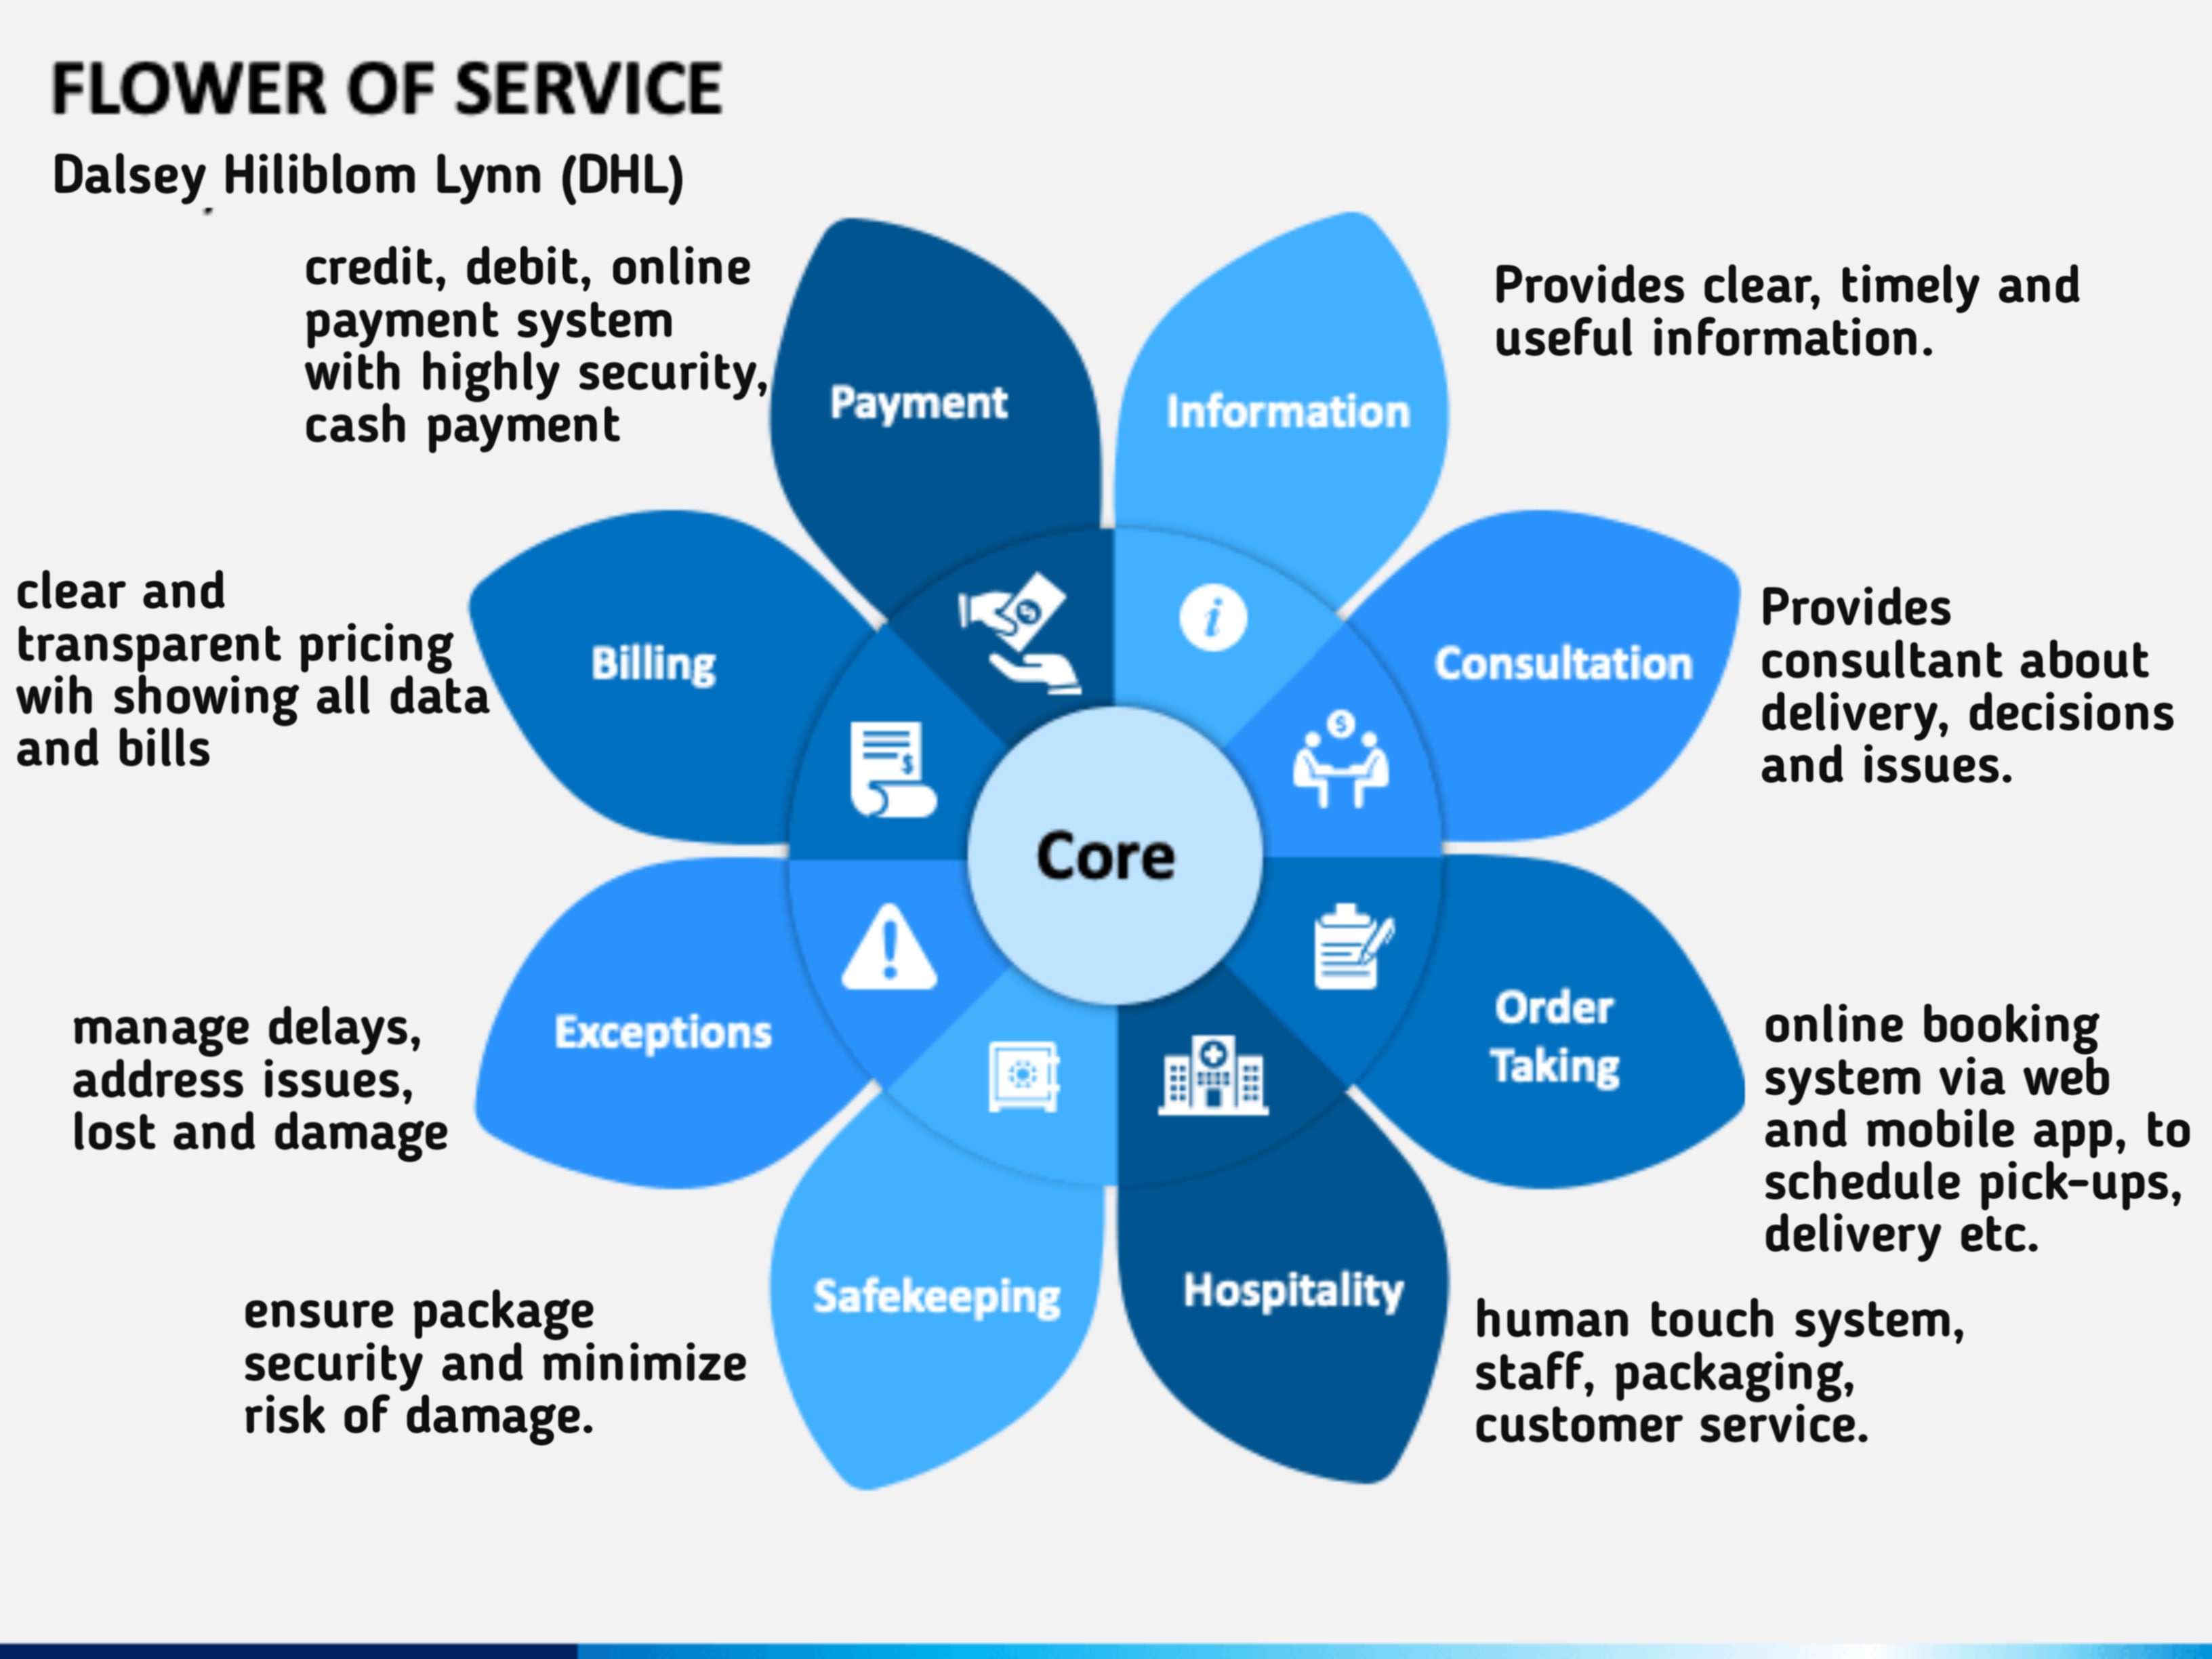 FLOWER OF SERVICE
Dalsey Hiliblom Lynn (DHL)
credit, debit, online
payment system
with highly security,
cash payment
Payment
Information
Provides clear, timely and
useful information.
clear and
transparent pricing
wih showing all data
and bills
Billing
Consultation
Provides
consultant about
delivery, decisions
and issues.
Core
manage delays,
address issues,
lost and damage
Exceptions
Order
Taking
online booking
system via web
and mobile app, to
schedule pick-ups,
delivery etc.
ensure package
security and minimize
risk of damage.
Safekeeping
Hospitality
human touch system,
staff, packaging,
customer service.